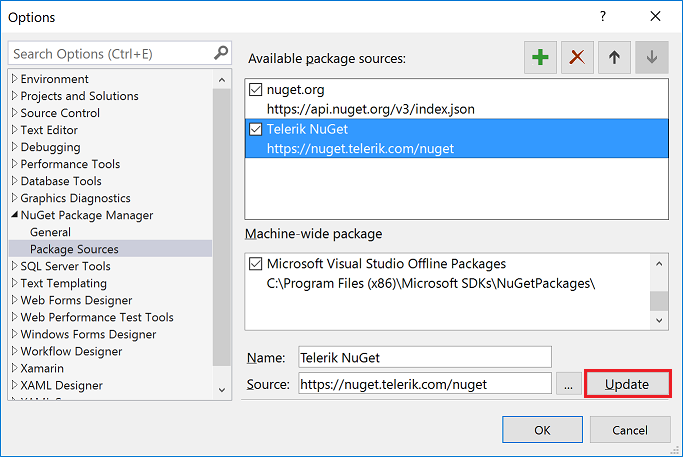 Options
?
Search Options (Ctrl+E)
Environment
Projects and Solutions
Source Control
Text Editor
Debugging
Performance Tools
Database Tools
Graphics Diagnostics
NuGet Package Manager
General
Package Sources
SQL Server Tools
Text Templating
Web Forms Designer
Web Performance Test Tools
Windows Forms Designer
Workflow Designer
Xamarin
XAML Designer
Available package sources:
nuget.org
https://api.nuget.org/v3/index.json
Telerik NuGet
https://nuget.telerik.com/nuget
Machine-wide package
Microsoft Visual Studio Offline Packages
C:\Program Files (x86)\Microsoft SDKs\NuGetPackages\
Name: Telerik NuGet
Source: https://nuget.telerik.com/nuget ... Update
OK Cancel